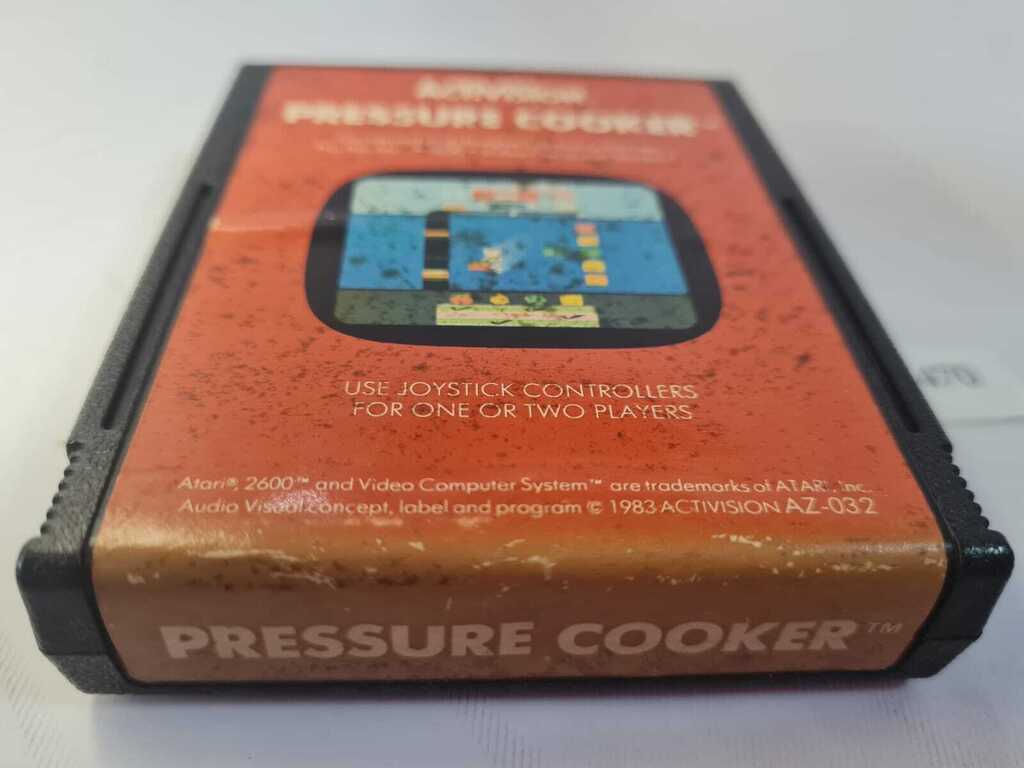 ACTIVISION
PRESSURE COOKER™
USE JOYSTICK CONTROLLERS
FOR ONE OR TWO PLAYERS
Atari®, 2600™ and Video Computer System™ are trademarks of ATARI, Inc.
Audio Visual concept, label and program © 1983 ACTIVISION AZ-032
PRESSURE COOKER™